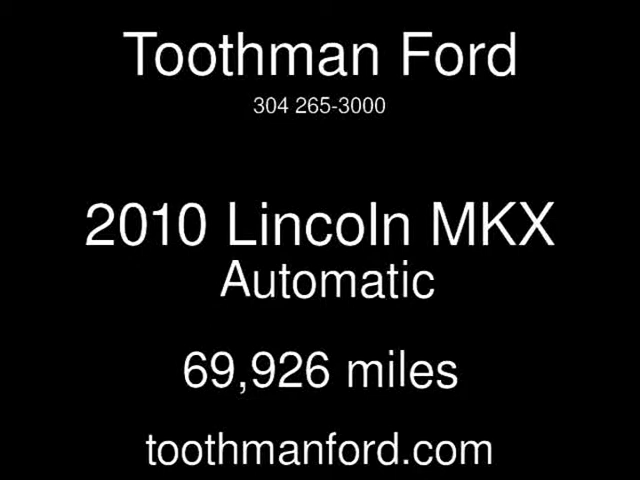 Toothman Ford
304 265-3000
2010 Lincoln MKX
Automatic
69,926 miles
toothmanford.com